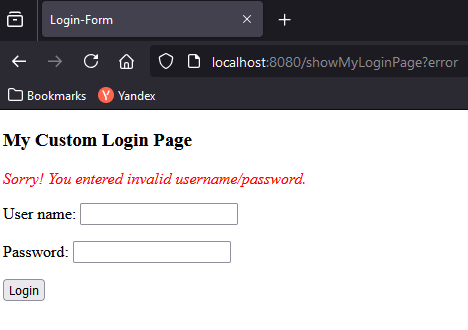 Login-Form
localhost:8080/showMyLoginPage?error
Bookmarks Y Yandex
My Custom Login Page
Sorry! You entered invalid username/password.
User name:
Password:
Login